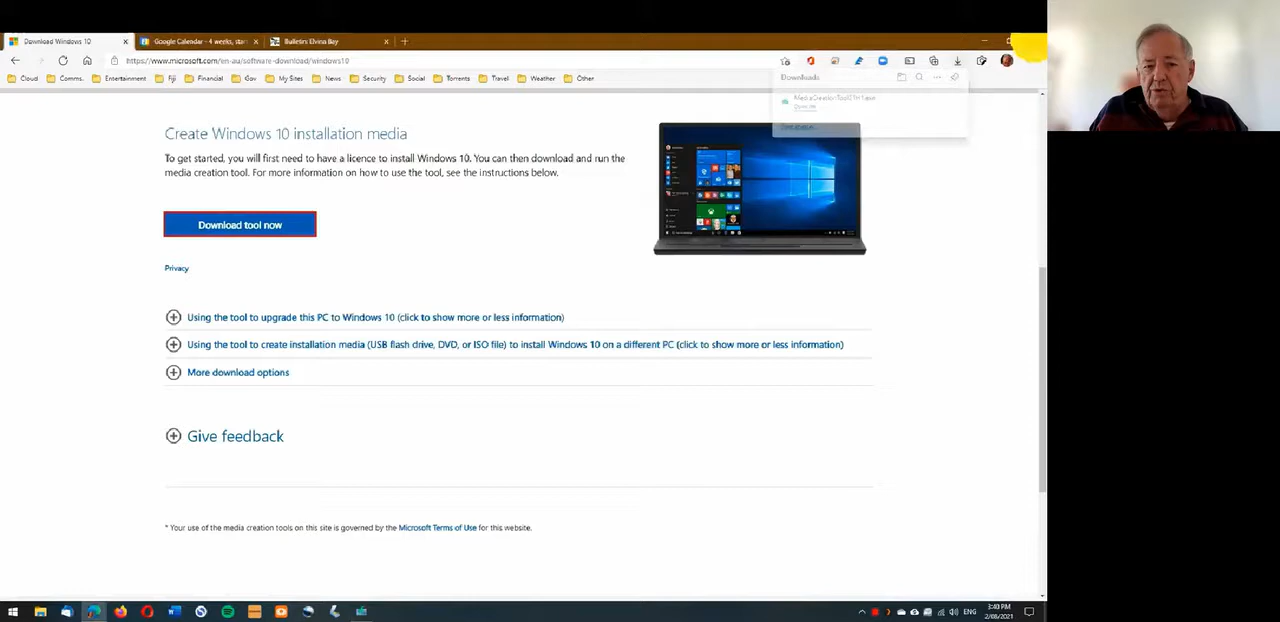 Download Windows 10
Google Calendar - 4 weeks, star
Bulletin: Elvina Bay
https://www.microsoft.com/en-au/software-download/windows10
Cloud
Comms.
Entertainment
Fiji
Financial
Gov
My Sites
News
Security
Social
Torrents
Travel
Weather
Other
Downloads
Open file
Create Windows 10 installation media
To get started, you will first need to have a licence to install Windows 10. You can then download and run the
media creation tool. For more information on how to use the tool, see the instructions below.
Download tool now
Privacy
Using the tool to upgrade this PC to Windows 10 (click to show more or less information)
Using the tool to create installation media (USB flash drive, DVD, or ISO file) to install Windows 10 on a different PC (click to show more or less information)
More download options
Give feedback
* Your use of the media creation tools on this site is governed by the Microsoft Terms of Use for this website.
ENG
3:40 PM
2/08/2021